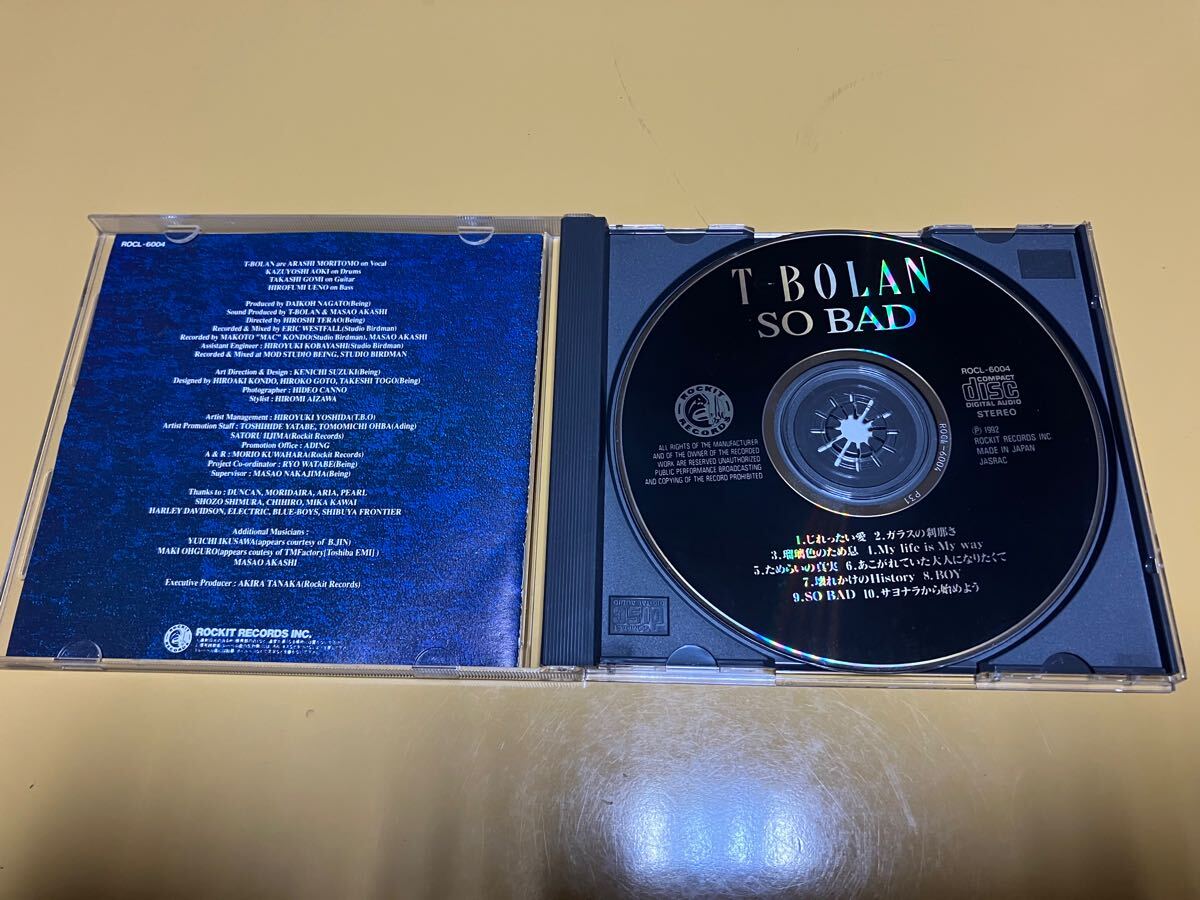 ROCL-6004
T-BOLAN are ARASHI MORITOMO on Vocal
KAZUYOSHI AOKI on Drums
TAKASHI GOMI on Guitar
HIROFUMI UENO on Bass
Produced by DAIKOH NAGATO(Being)
Sound Produced by T-BOLAN & MASAO AKASHI
Directed by HIROSHI TERAO(Being)
Recorded & Mixed by ERIC WESTFALL(Studio Birdman)
Recorded by MAKOTO "MAC" KONDO(Studio Birdman), MASAO AKASHI
Assistant Engineer : HIROYUKI KOBAYASHI(Studio Birdman)
Recorded & Mixed at MOD STUDIO BEING, STUDIO BIRDMAN
Art Direction & Design : KENICHI SUZUKI(Being)
Designed by HIROAKI KONDO, HIROKO GOTO, TAKESHI TOGO(Being)
Photographer : HIDEO CANNO
Stylist : HIROMI AIZAWA
Artist Management : HIROYUKI YOSHIDA(T.B.O)
Artist Promotion Staff : TOSHIHIDE YATABE, TOMOMICHI OHBA(Ading)
SATORU IIJIMA(Rockit Records)
Promotion Office : ADING
A & R : MORIO KUWAHARA(Rockit Records)
Project Co-ordinator : RYO WATABE(Being)
Supervisor : MASAO NAKAJIMA(Being)
Thanks to : DUNCAN, MORIDAIRA, ARIA, PEARL
SHOZO SHIMURA, CHIHIRO, MIKA KAWAI
HARLEY DAVIDSON, ELECTRIC, BLUE-BOYS, SHIBUYA FRONTIER
Additional Musicians :
YUICHI IKUSAWA(appears courtesy of B.JIN)
MAKI OHGURO(appears coutesy of TMFactory[Toshiba EMI] )
MASAO AKASHI
Executive Producer : AKIRA TANAKA(Rockit Records)
ROCKIT RECORDS INC.
T-BOLAN
SO BAD
ROCKIT
RECORDS
ALL RIGHTS OF THE MANUFACTURER
AND OF THE OWNER OF THE RECORDED
WORK ARE RESERVED UNAUTHORIZED
PUBLIC PERFORMANCE BROADCASTING
AND COPYING OF THE RECORD PROHIBITED
ROCL-6004
COMPACT
disc
DIGITAL AUDIO
STEREO
Ⓟ 1992
ROCKIT RECORDS INC.
MADE IN JAPAN
JASRAC
ROCL-6004 P31
1.じれったい愛 2.ガラスの刹那さ
3.瑠璃色のため息 4.My life is My way
5.ためらいの真実 6.あこがれていた大人になりたくて
7.壊れかけのHistory 8.BOY
9.SO BAD 10.サヨナラから始めよう